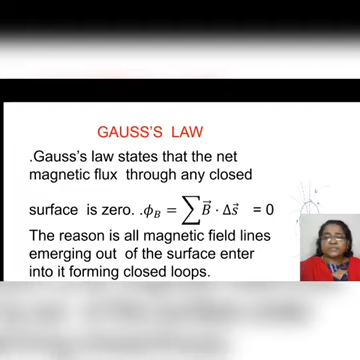 GAUSS'S LAW
.Gauss's law states that the net
magnetic flux through any closed
surface is zero. .𝜙_B = ∑ B⃗ · Δs⃗ = 0
The reason is all magnetic field lines
emerging out of the surface enter
into it forming closed loops.